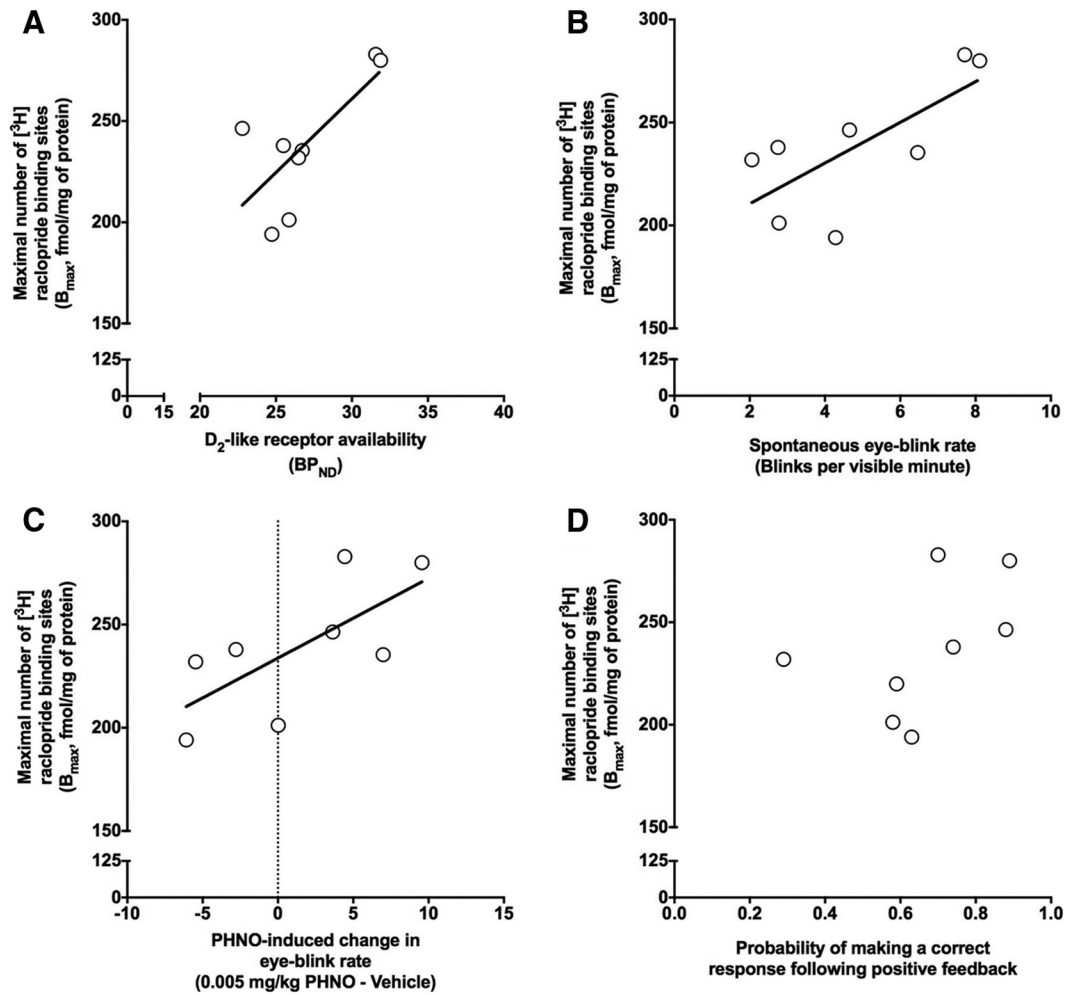 A
300
250
200
150
125
0
Maximal number of [³H]
raclopride binding sites
(Bmax, fmol/mg of protein)
0 15 20 25 30 35 40
D₂-like receptor availability
(BPND)
B
300
250
200
150
125
0
Maximal number of [³H]
raclopride binding sites
(Bmax, fmol/mg of protein)
0 2 4 6 8 10
Spontaneous eye-blink rate
(Blinks per visible minute)
C
300
250
200
150
125
0
Maximal number of [³H]
raclopride binding sites
(Bmax, fmol/mg of protein)
-10 -5 0 5 10 15
PHNO-induced change in
eye-blink rate
(0.005 mg/kg PHNO - Vehicle)
D
300
250
200
150
125
0
Maximal number of [³H]
raclopride binding sites
(Bmax, fmol/mg of protein)
0.0 0.2 0.4 0.6 0.8 1.0
Probability of making a correct
response following positive feedback